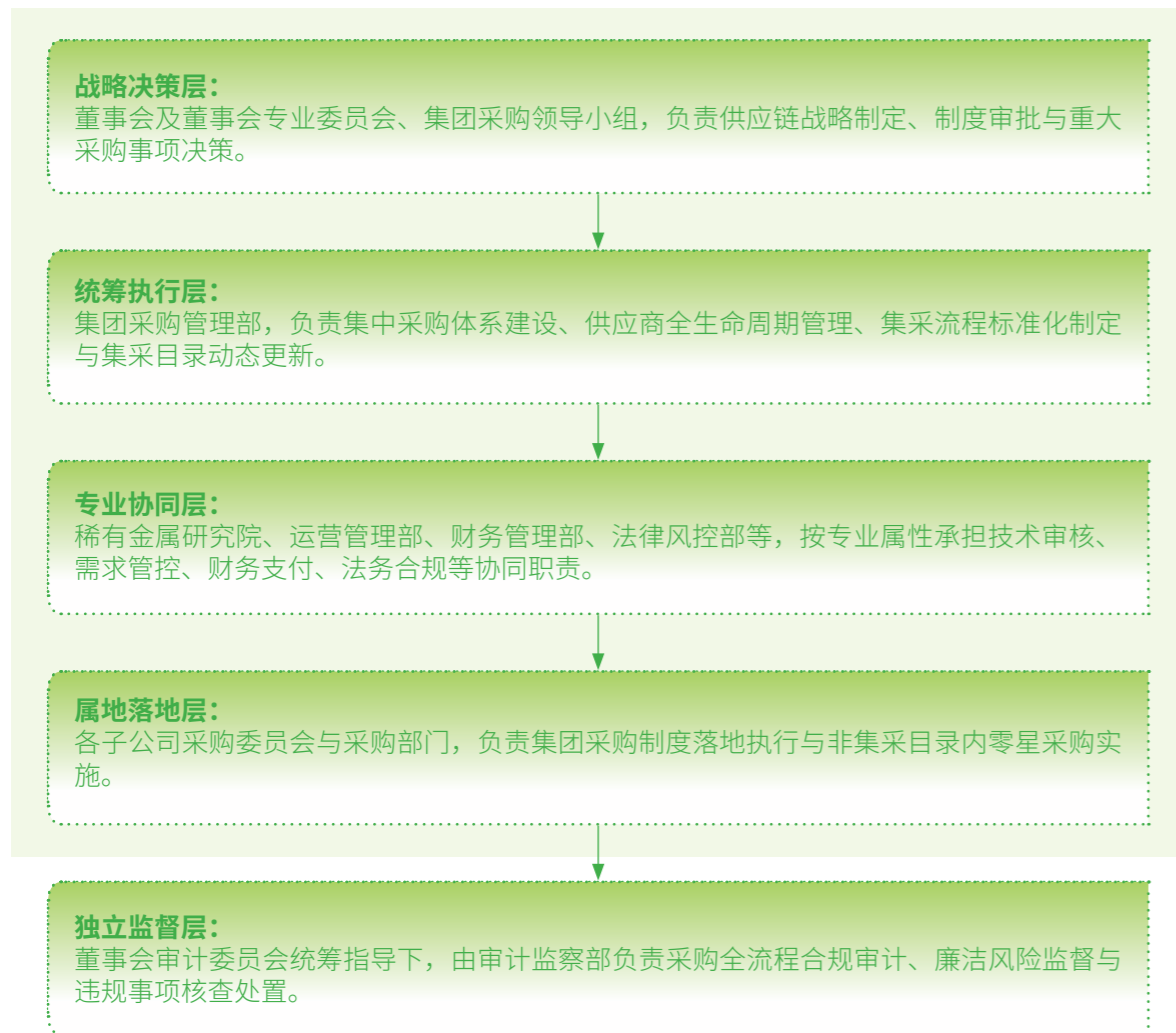 战略决策层：
董事会及董事会专业委员会、集团采购领导小组，负责供应链战略制定、制度审批与重大
采购事项决策。
统筹执行层：
集团采购管理部，负责集中采购体系建设、供应商全生命周期管理、集采流程标准化制定
与集采目录动态更新。
专业协同层：
稀有金属研究院、运营管理部、财务管理部、法律风控部等，按专业属性承担技术审核、
需求管控、财务支付、法务合规等协同职责。
属地落地层：
各子公司采购委员会与采购部门，负责集团采购制度落地执行与非集采目录内零星采购实
施。
独立监督层：
董事会审计委员会统筹指导下，由审计监察部负责采购全流程合规审计、廉洁风险监督与
违规事项核查处置。